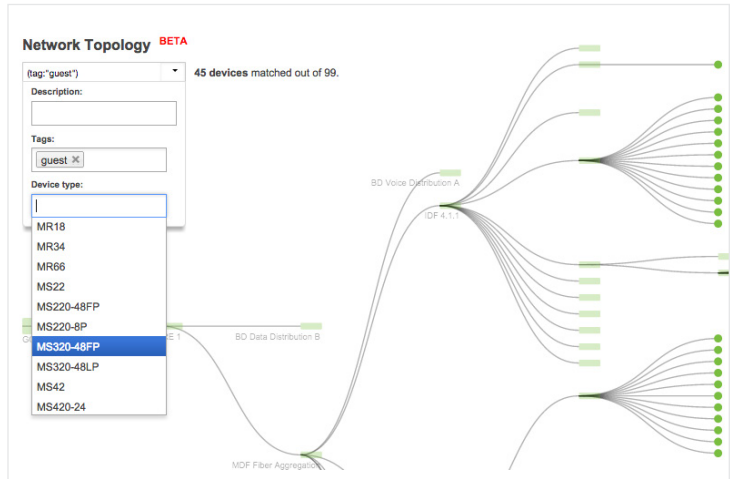 Network Topology BETA
(tag:"guest")
45 devices matched out of 99.
Description:
Tags:
guest ×
Device type:
MR18
MR34
MR66
MS22
MS220-48FP
MS220-8P
MS320-48FP
MS320-48LP
MS42
MS420-24
BD Voice Distribution A
IDF 4.1.1
BD Data Distribution B
MDF Fiber Aggregation